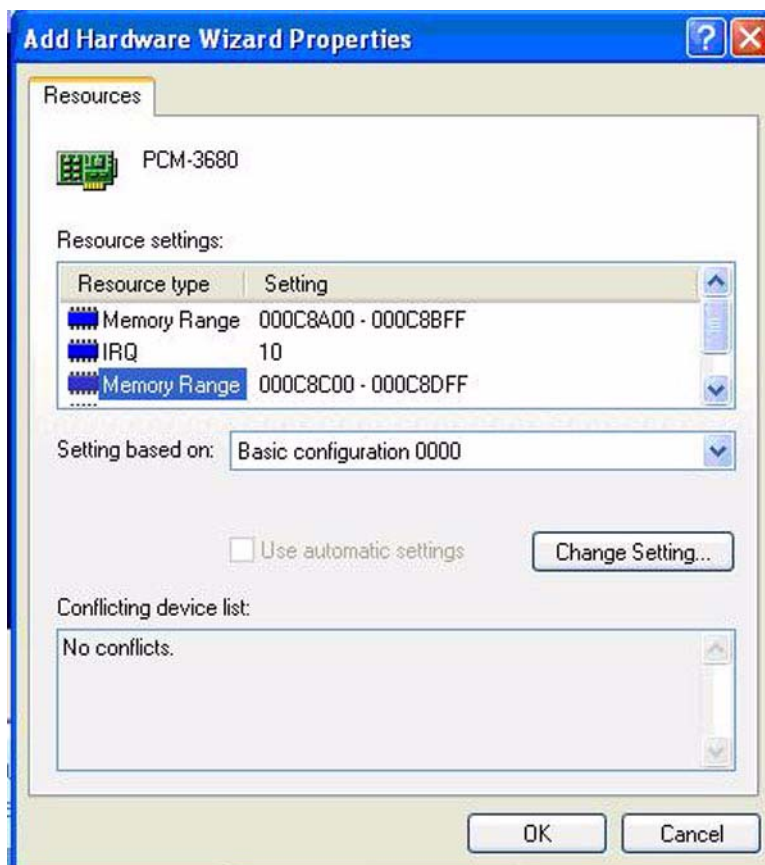 Add Hardware Wizard Properties
Resources
PCM-3680
Resource settings:
Resource type Setting
Memory Range 000C8A00 - 000C8BFF
IRQ 10
Memory Range 000C8C00 - 000C8DFF
Setting based on: Basic configuration 0000
Use automatic settings Change Setting...
Conflicting device list:
No conflicts.
OK Cancel